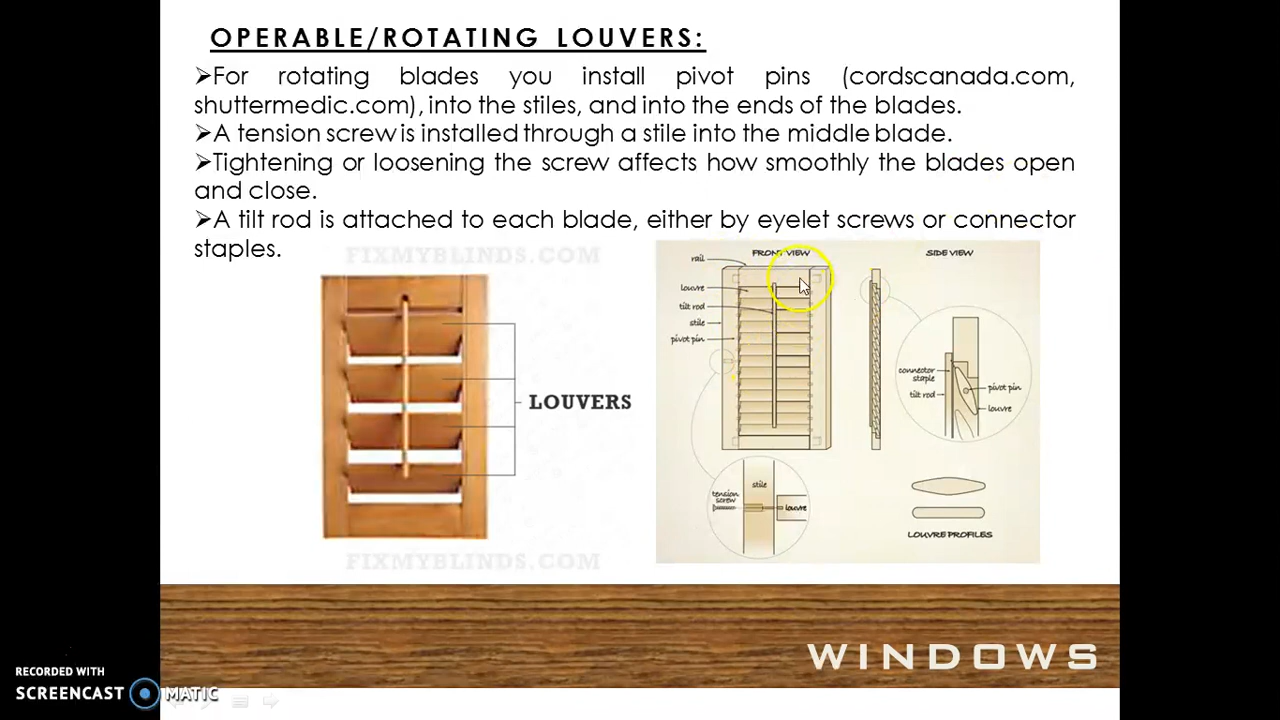 OPERABLE/ROTATING LOUVERS:
➢For rotating blades you install pivot pins (cordscanada.com,
shuttermedic.com), into the stiles, and into the ends of the blades.
➢A tension screw is installed through a stile into the middle blade.
➢Tightening or loosening the screw affects how smoothly the blades open
and close.
➢A tilt rod is attached to each blade, either by eyelet screws or connector
staples.
FIXMYBLINDS.COM
LOUVERS
FIXMYBLINDS.COM
FRONT VIEW
SIDE VIEW
rail
louvre
tilt rod
stile
pivot pin
connector
staple
tilt rod
pivot pin
louvre
stile
tension
screw
louvre
LOUVRE PROFILES
WINDOWS
RECORDED WITH
SCREENCAST MATIC